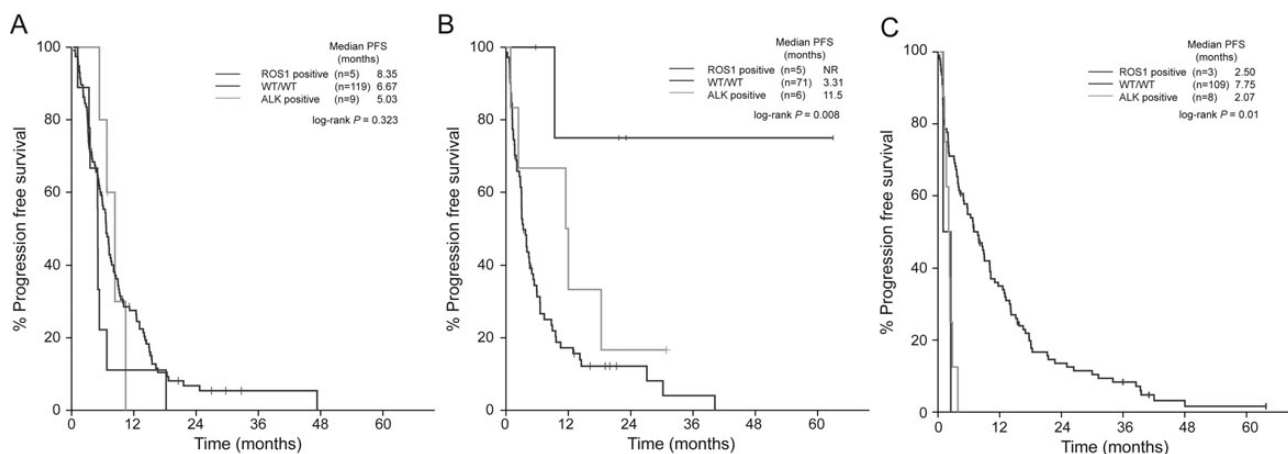 A
Median PFS
(months)
ROS1 positive (n=5) 8.35
WT/WT (n=119) 6.67
ALK positive (n=9) 5.03
log-rank P = 0.323
100
80
60
40
20
0
% Progression free survival
0 12 24 36 48 60
Time (months)
B
Median PFS
(months)
ROS1 positive (n=5) NR
WT/WT (n=71) 3.31
ALK positive (n=6) 11.5
log-rank P = 0.008
100
80
60
40
20
0
% Progression free survival
0 12 24 36 48 60
Time (months)
C
Median PFS
(months)
ROS1 positive (n=3) 2.50
WT/WT (n=109) 7.75
ALK positive (n=8) 2.07
log-rank P = 0.01
100
80
60
40
20
0
% Progression free survival
0 12 24 36 48 60
Time (months)